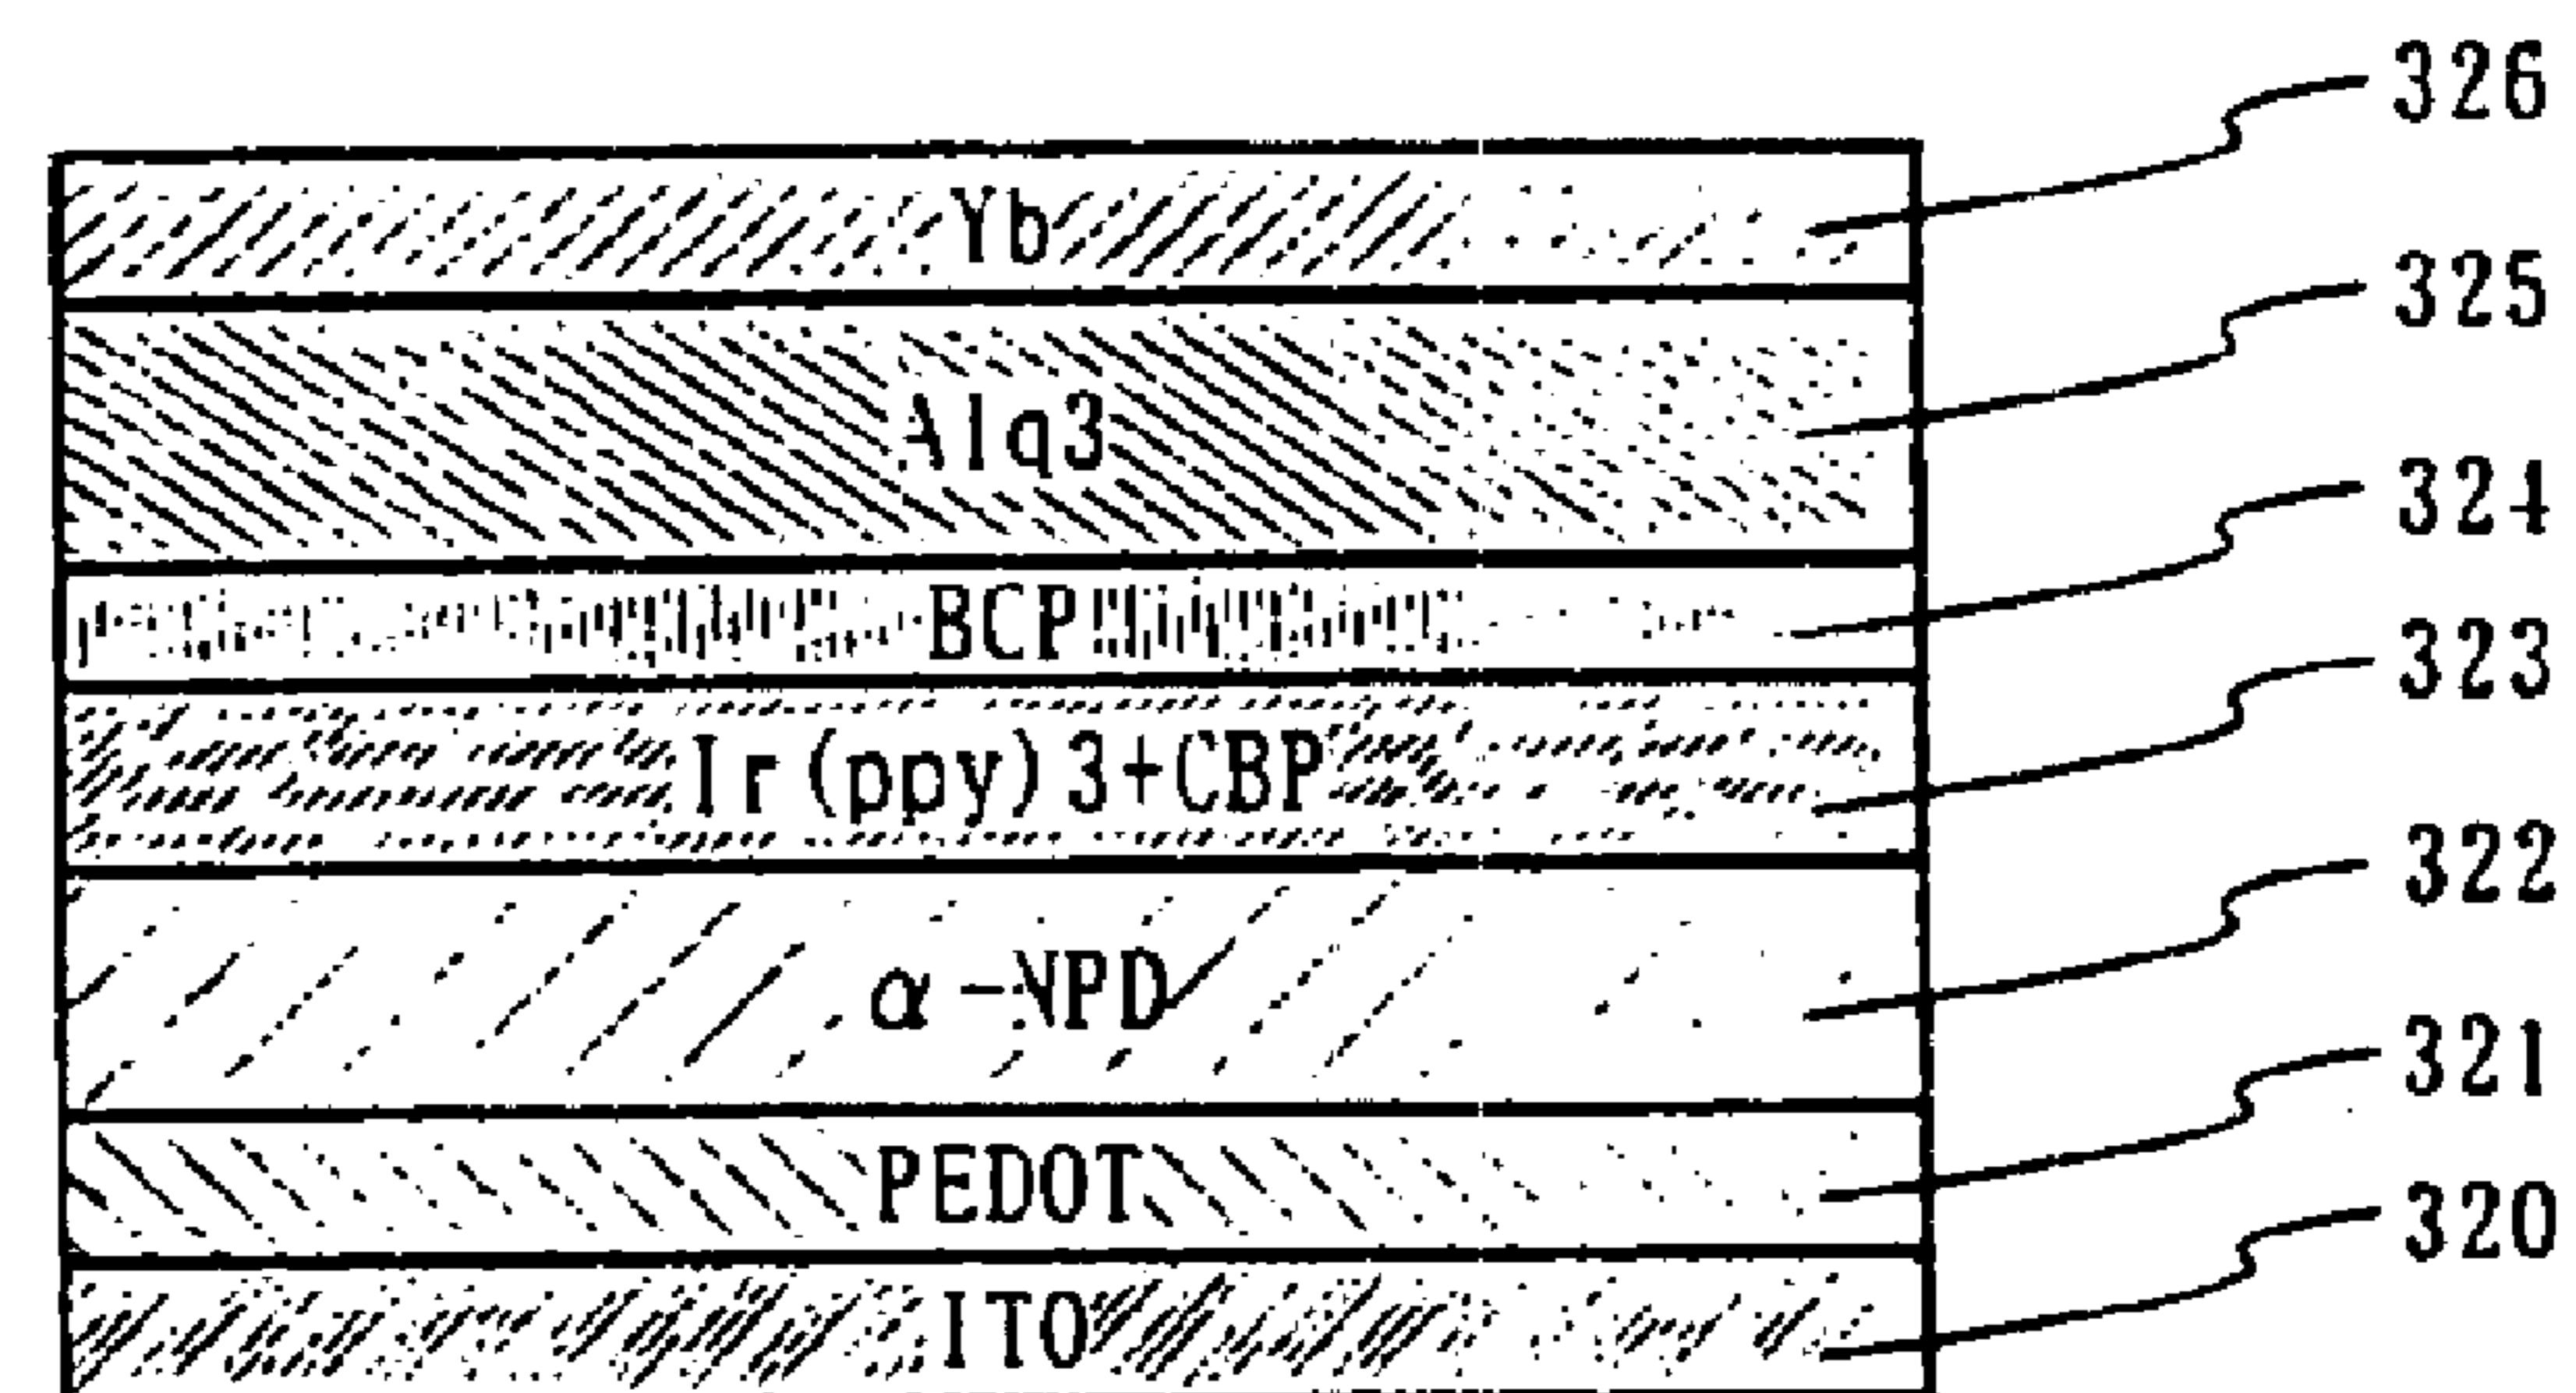 326
Yb
325
Alq3
324
BCP
323
Ir(ppy)3+CBP
322
α-NPD
321
PEDOT
320
ITO